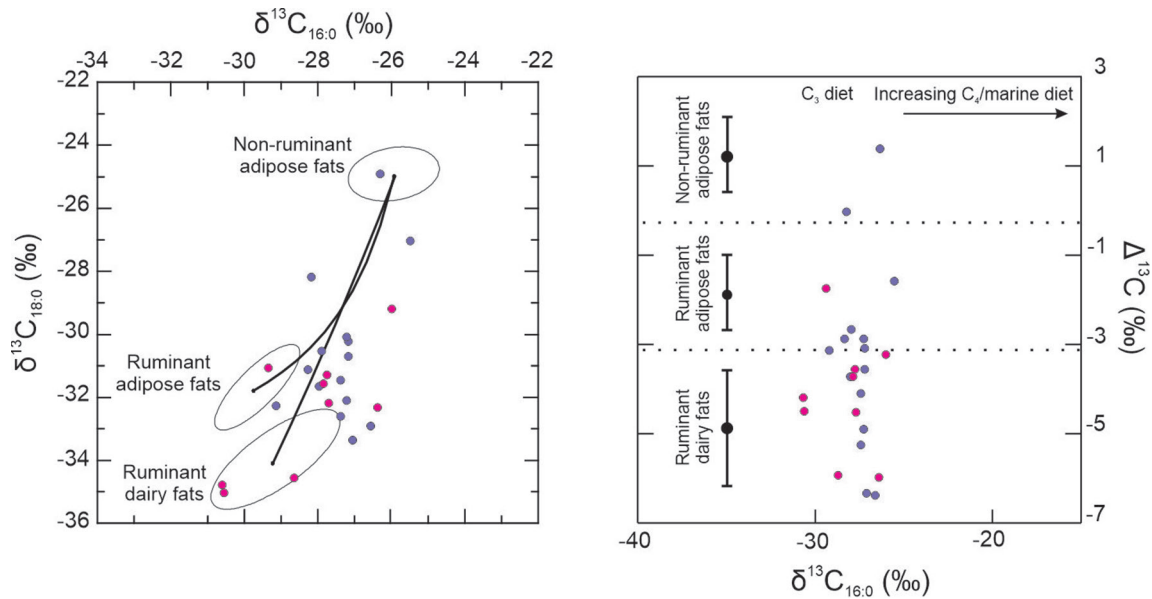 δ¹³C₁₆:₀ (‰)
-34 -32 -30 -28 -26 -24 -22
-22
-24
-26
-28
-30
-32
-34
-36
δ¹³C₁₈:₀ (‰)
Non-ruminant
adipose fats
Ruminant
adipose fats
Ruminant
dairy fats
C₃ diet
Increasing C₄/marine diet
Non-ruminant
adipose fats
Ruminant
adipose fats
Ruminant
dairy fats
3
1
-1
-3
-5
-7
Δ¹³C (‰)
-40 -30 -20
δ¹³C₁₆:₀ (‰)